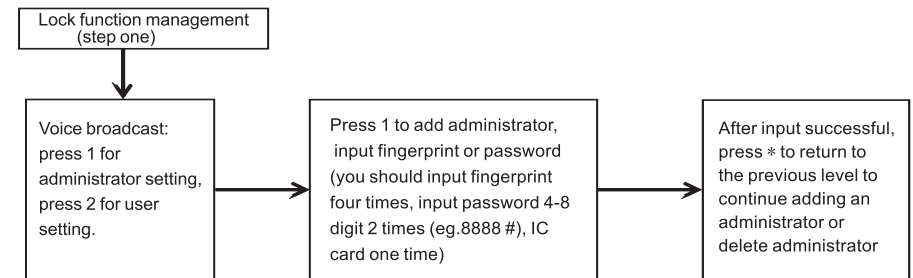 Lock function management
(step one)
Voice broadcast:
press 1 for
administrator setting,
press 2 for user
setting.
Press 1 to add administrator,
input fingerprint or password
(you should input fingerprint
four times, input password 4-8
digit 2 times (eg.8888 #), IC
card one time)
After input successful,
press * to return to
the previous level to
continue adding an
administrator or
delete administrator